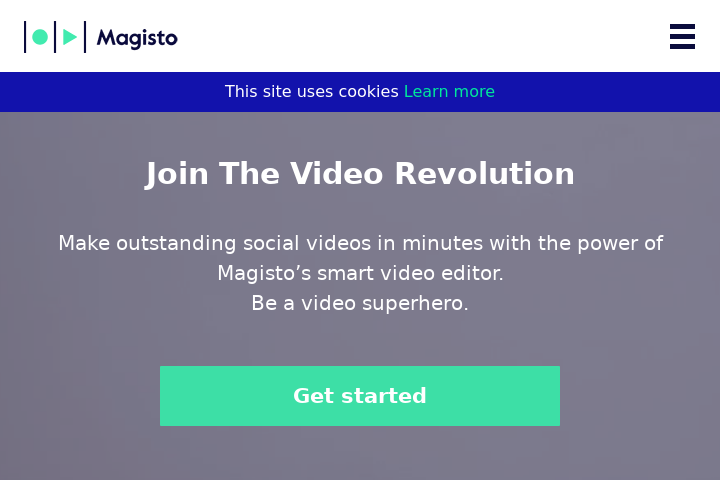 Magisto
This site uses cookies Learn more
Join The Video Revolution
Make outstanding social videos in minutes with the power of
Magisto’s smart video editor.
Be a video superhero.
Get started